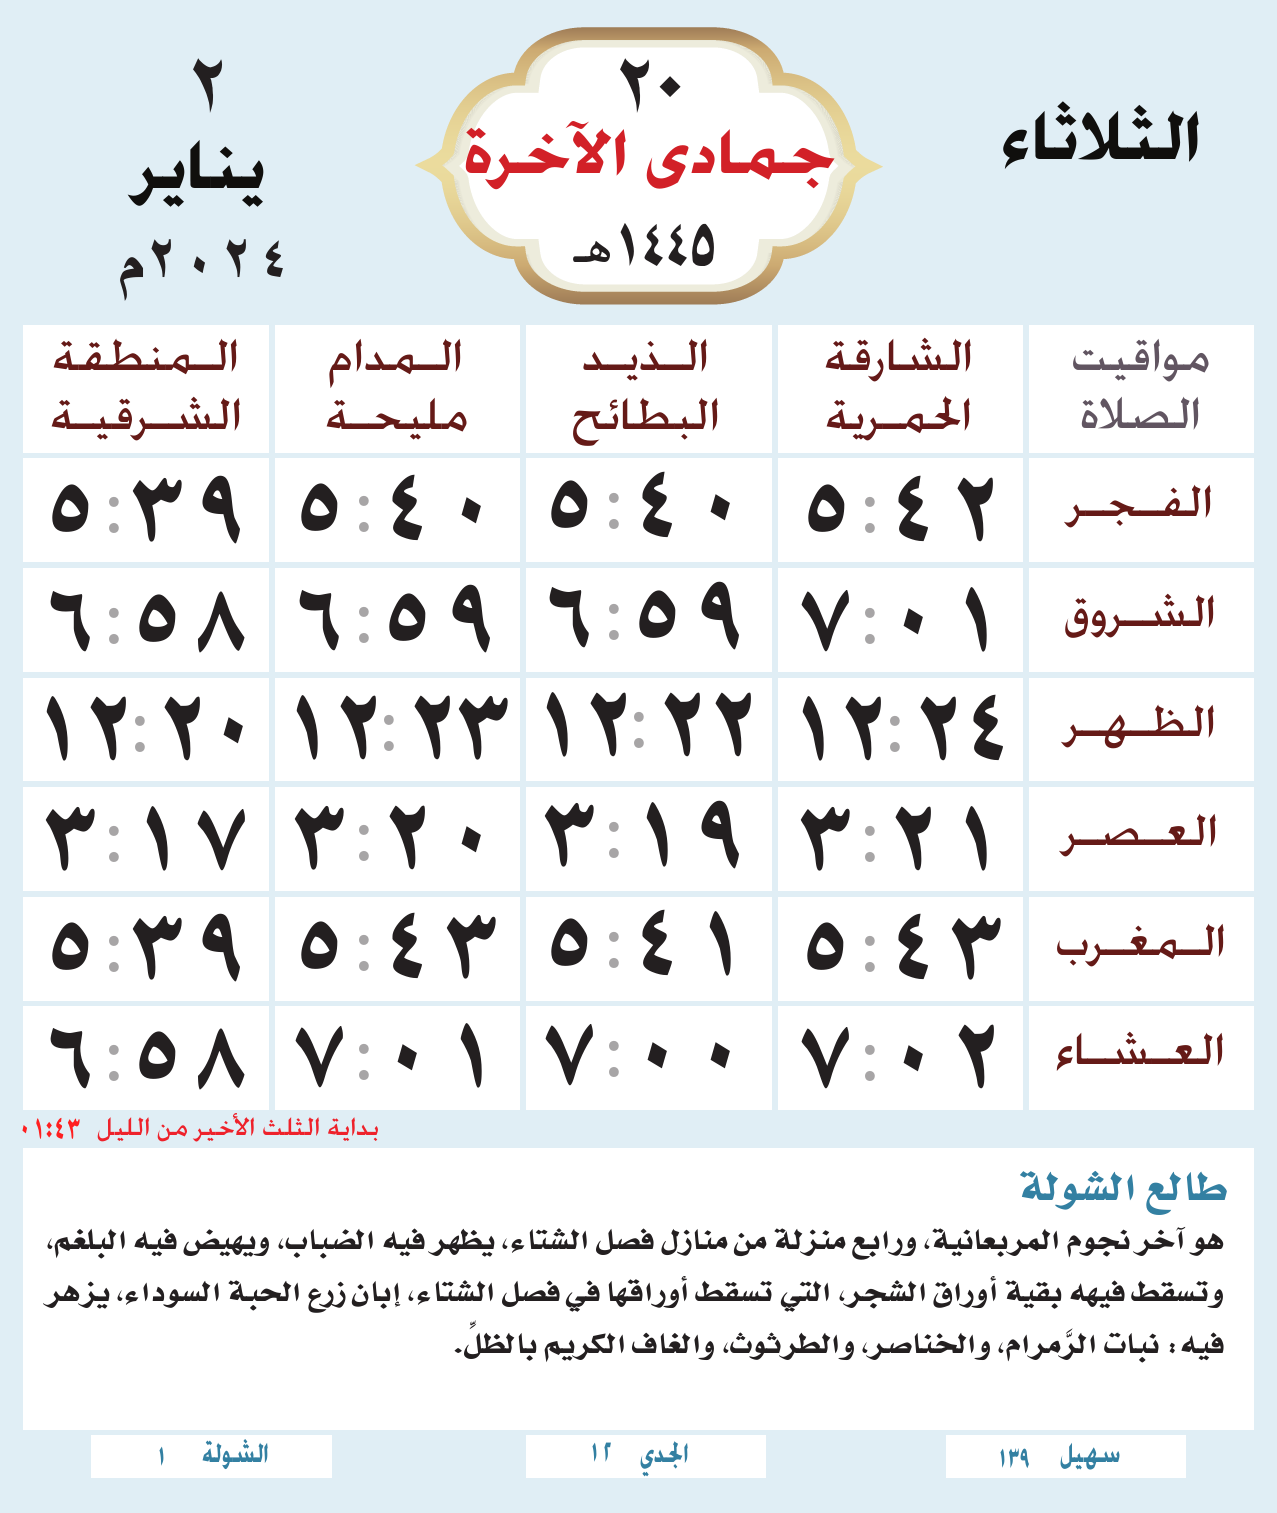 الثلاثاء
٢٠
جمادى الآخرة
١٤٤٥هـ
٢
يناير
٢٠٢٤م
مواقيت الصلاة
الشارقة الحمرية
الذيد البطائح
المدام مليحة
المنطقة الشرقية
الفجر ٥:٤٢ ٥:٤٠ ٥:٤٠ ٥:٣٩
الشروق ٧:٠١ ٦:٥٩ ٦:٥٩ ٦:٥٨
الظهر ١٢:٢٤ ١٢:٢٢ ١٢:٢٣ ١٢:٢٠
العصر ٣:٢١ ٣:١٩ ٣:٢٠ ٣:١٧
المغرب ٥:٤٣ ٥:٤١ ٥:٤٣ ٥:٣٩
العشاء ٧:٠٢ ٧:٠٠ ٧:٠١ ٦:٥٨
بداية الثلث الأخير من الليل ٠١:٤٣
طالع الشولة
هو آخر نجوم المربعانية، ورابع منزلة من منازل فصل الشتاء، يظهر فيه الضباب، ويهيض فيه البلغم،
وتسقط فيهه بقية أوراق الشجر، التي تسقط أوراقها في فصل الشتاء، إبان زرع الحبة السوداء، يزهر
فيه: نبات الرَّمرام، والخناصر، والطرثوث، والغاف الكريم بالظلِّ.
سهيل ١٣٩
الجدي ١٢
الشولة ١